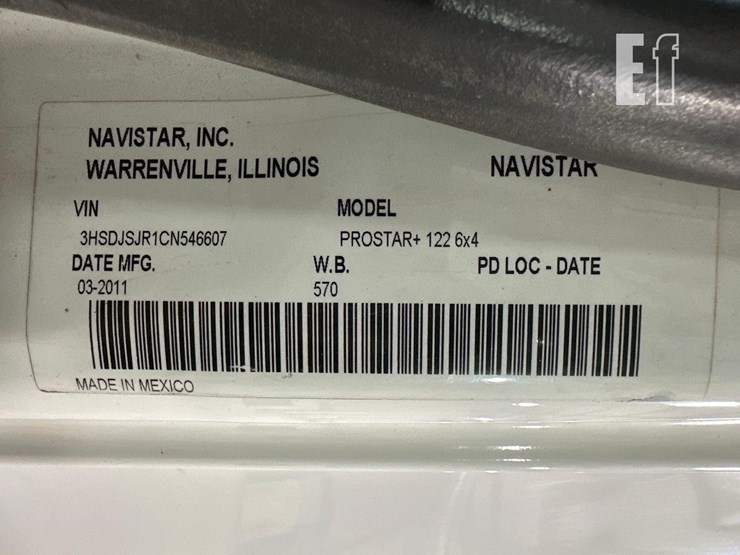 Ef
NAVISTAR, INC.
WARRENVILLE, ILLINOIS NAVISTAR
VIN MODEL
3HSDJSJR1CN546607 PROSTAR+ 122 6x4
DATE MFG. W.B. PD LOC - DATE
03-2011 570
MADE IN MEXICO